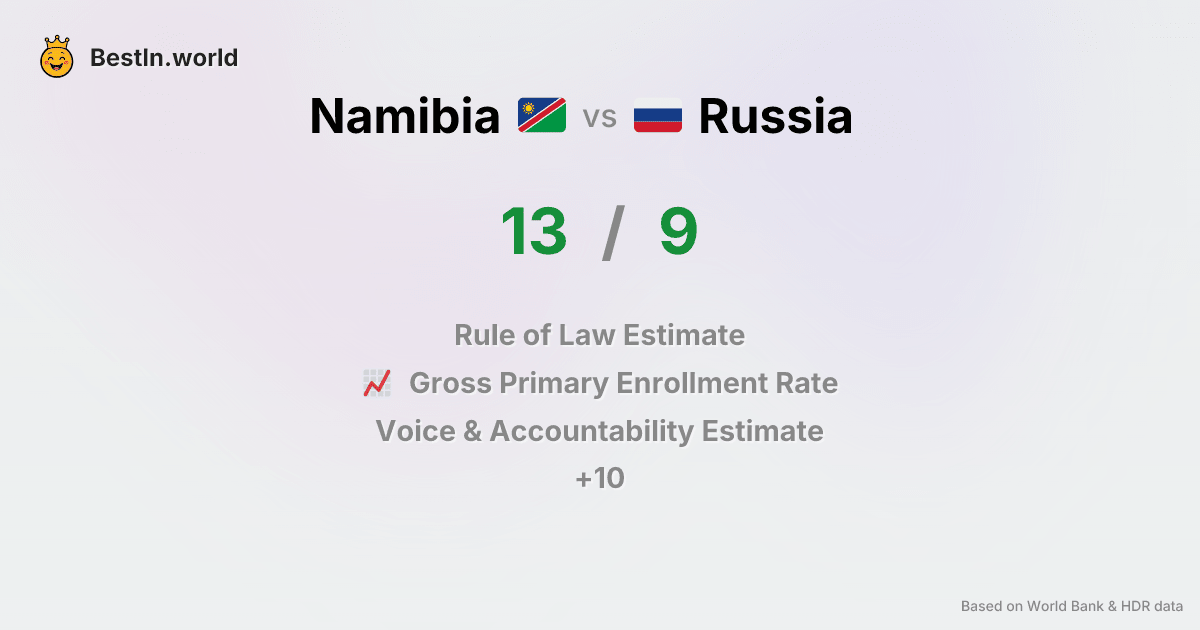 BestIn.world
Namibia vs Russia
13 / 9
Rule of Law Estimate
Gross Primary Enrollment Rate
Voice & Accountability Estimate
+10
Based on World Bank & HDR data